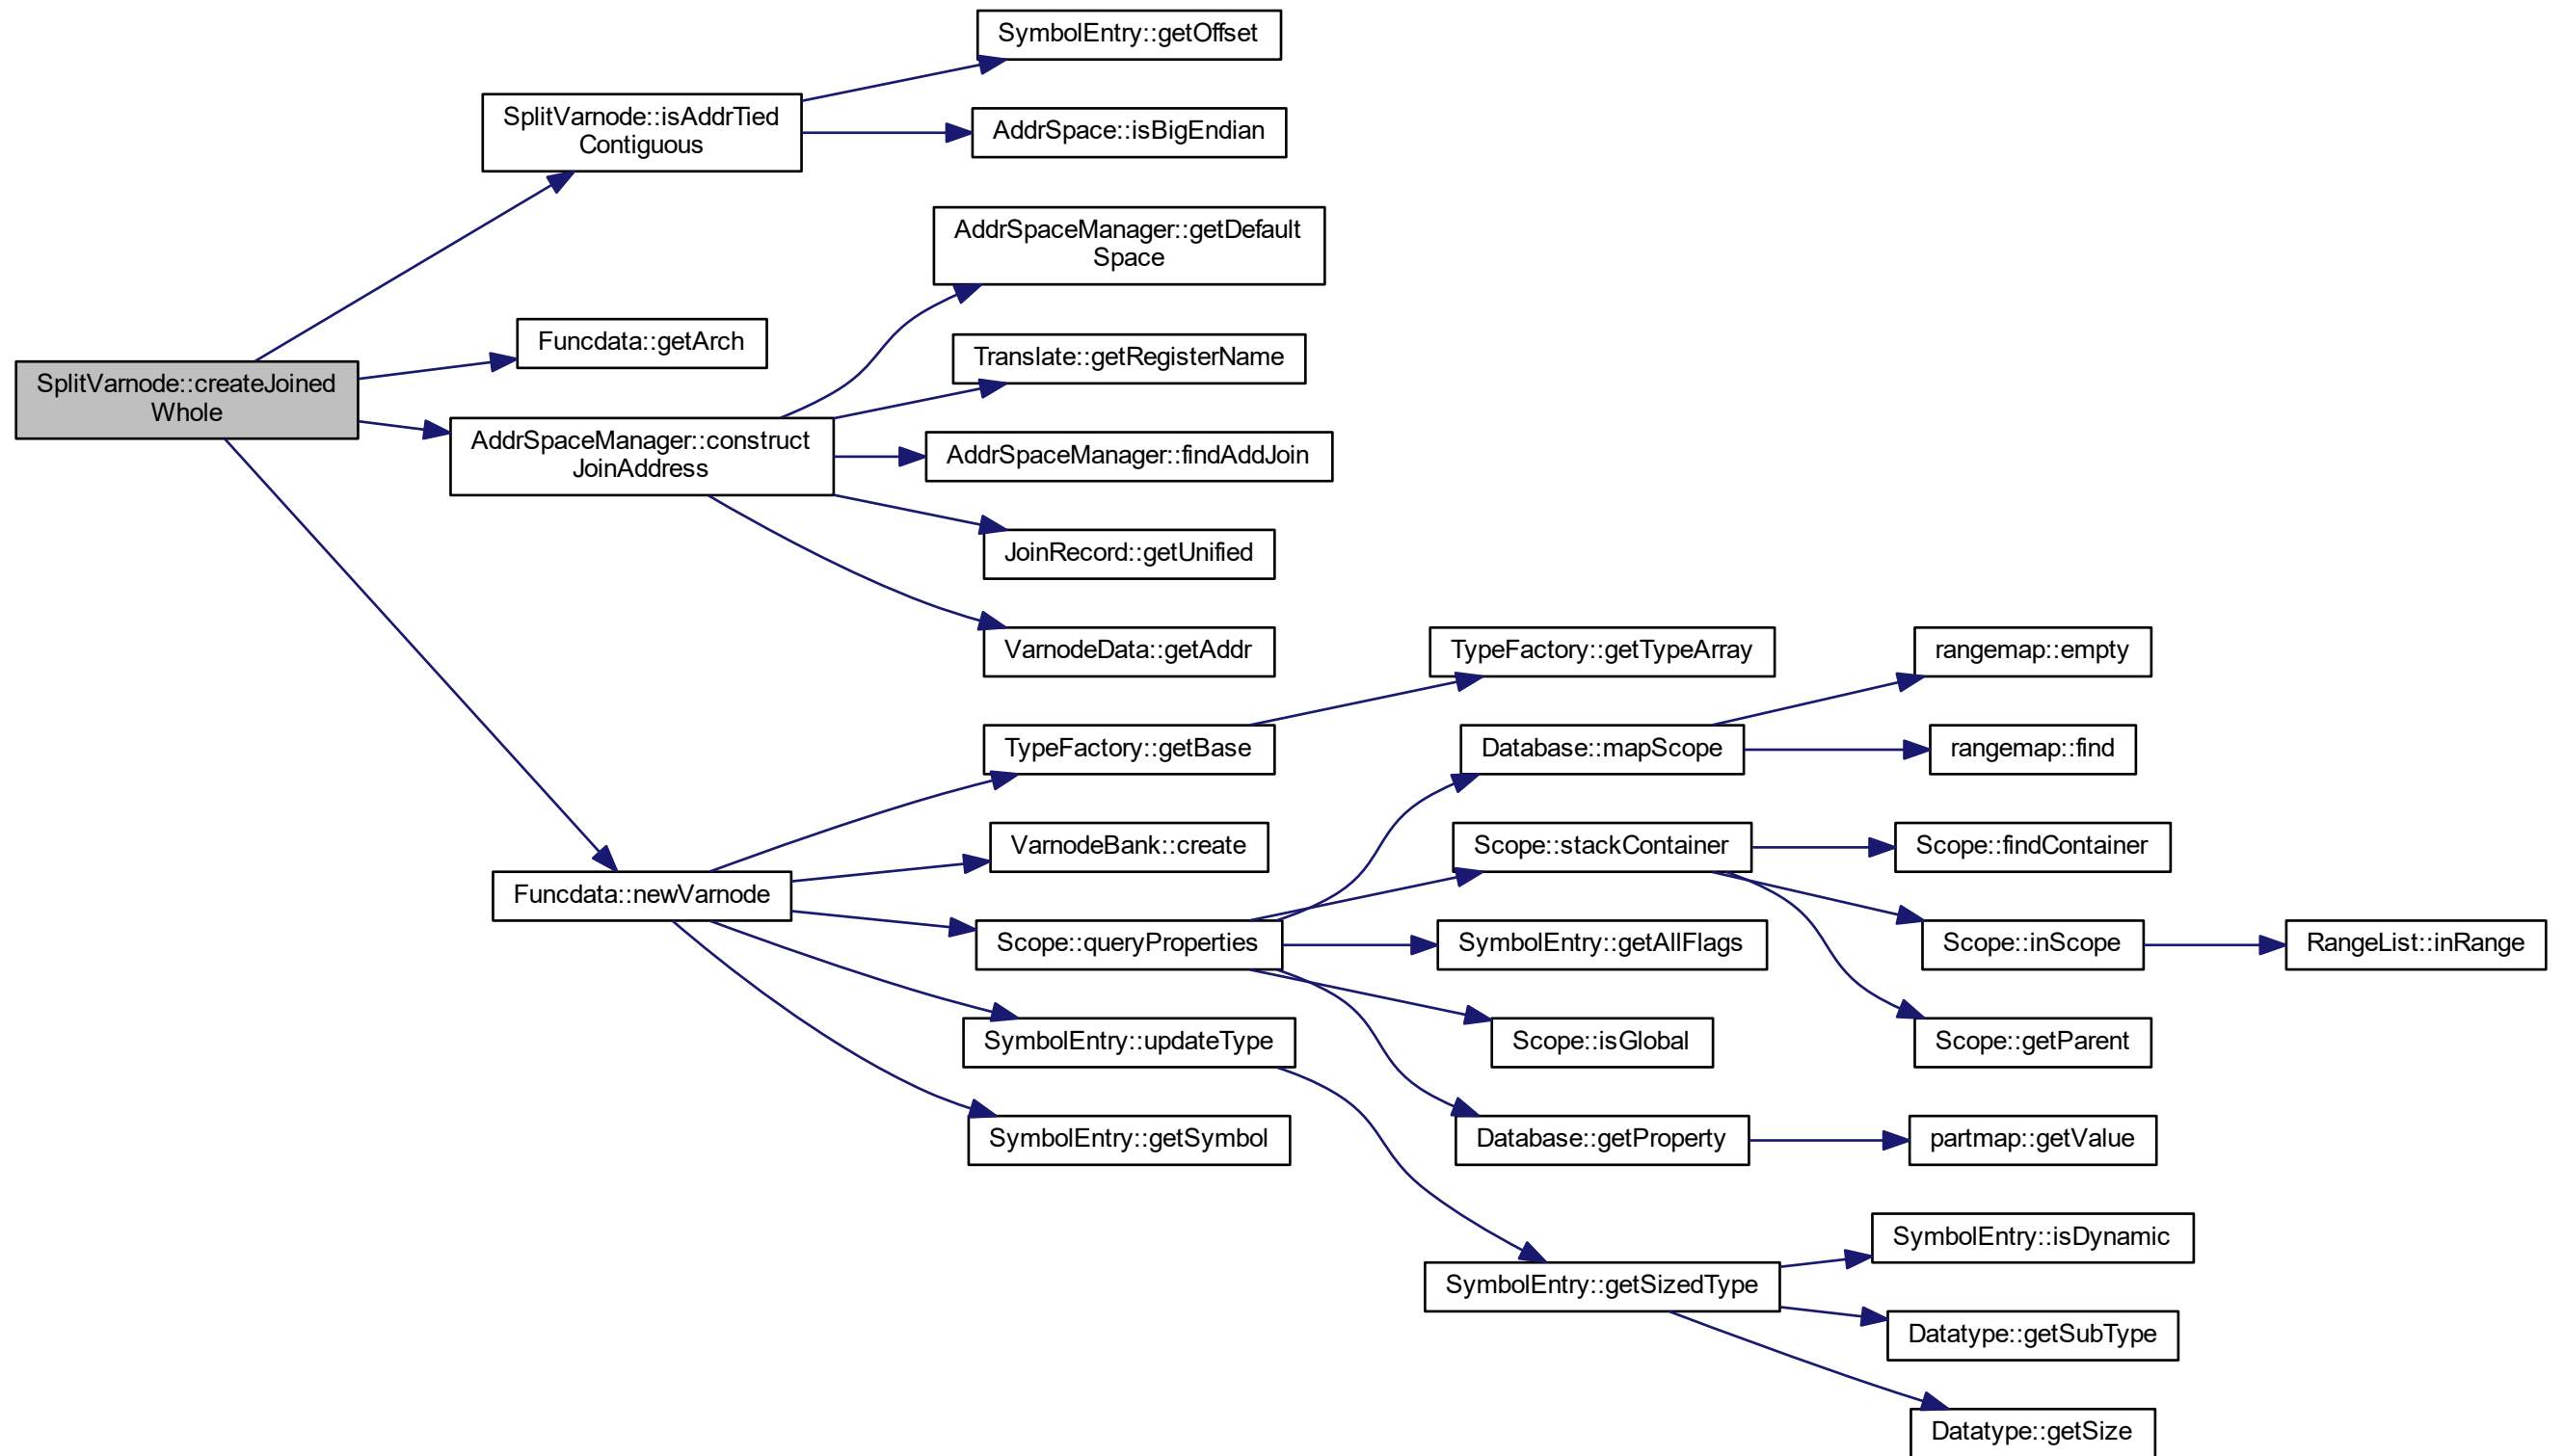 SymbolEntry::getOffset
SplitVarnode::isAddrTied
Contiguous
AddrSpace::isBigEndian
AddrSpaceManager::getDefault
Space
Funcdata::getArch
Translate::getRegisterName
SplitVarnode::createJoined
Whole
AddrSpaceManager::construct
JoinAddress
AddrSpaceManager::findAddJoin
JoinRecord::getUnified
VarnodeData::getAddr
TypeFactory::getTypeArray
rangemap::empty
TypeFactory::getBase
Database::mapScope
rangemap::find
VarnodeBank::create
Scope::stackContainer
Scope::findContainer
Funcdata::newVarnode
Scope::queryProperties
SymbolEntry::getAllFlags
Scope::inScope
RangeList::inRange
SymbolEntry::updateType
Scope::isGlobal
Scope::getParent
SymbolEntry::getSymbol
Database::getProperty
partmap::getValue
SymbolEntry::isDynamic
SymbolEntry::getSizedType
Datatype::getSubType
Datatype::getSize